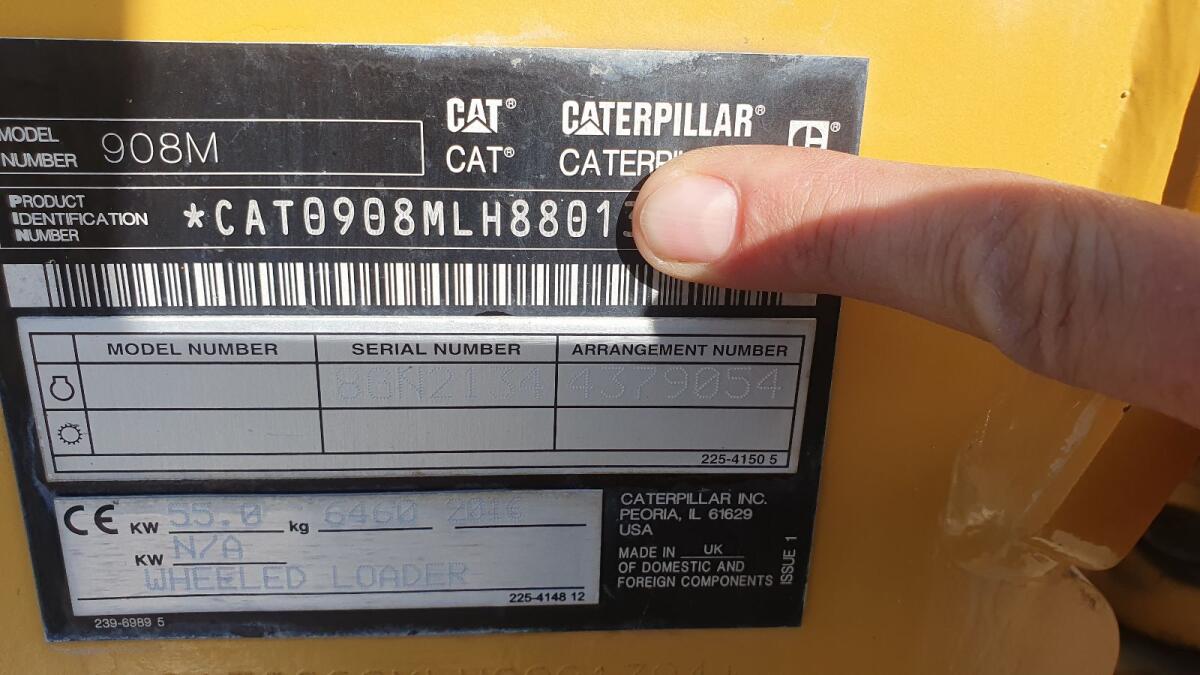 CAT® CATERPILLAR® ®
MODEL NUMBER 908M CAT®
PRODUCT IDENTIFICATION NUMBER *CAT0908MLH8801
MODEL NUMBER SERIAL NUMBER ARRANGEMENT NUMBER
8GN2134 4379054
225-4150 5
CE KW 55.0 kg 6460 2016
KW N/A
WHEELED LOADER
225-4148 12
239-6989 5
CATERPILLAR INC.
PEORIA, IL 61629
USA
MADE IN UK
OF DOMESTIC AND
FOREIGN COMPONENTS
ISSUE 1